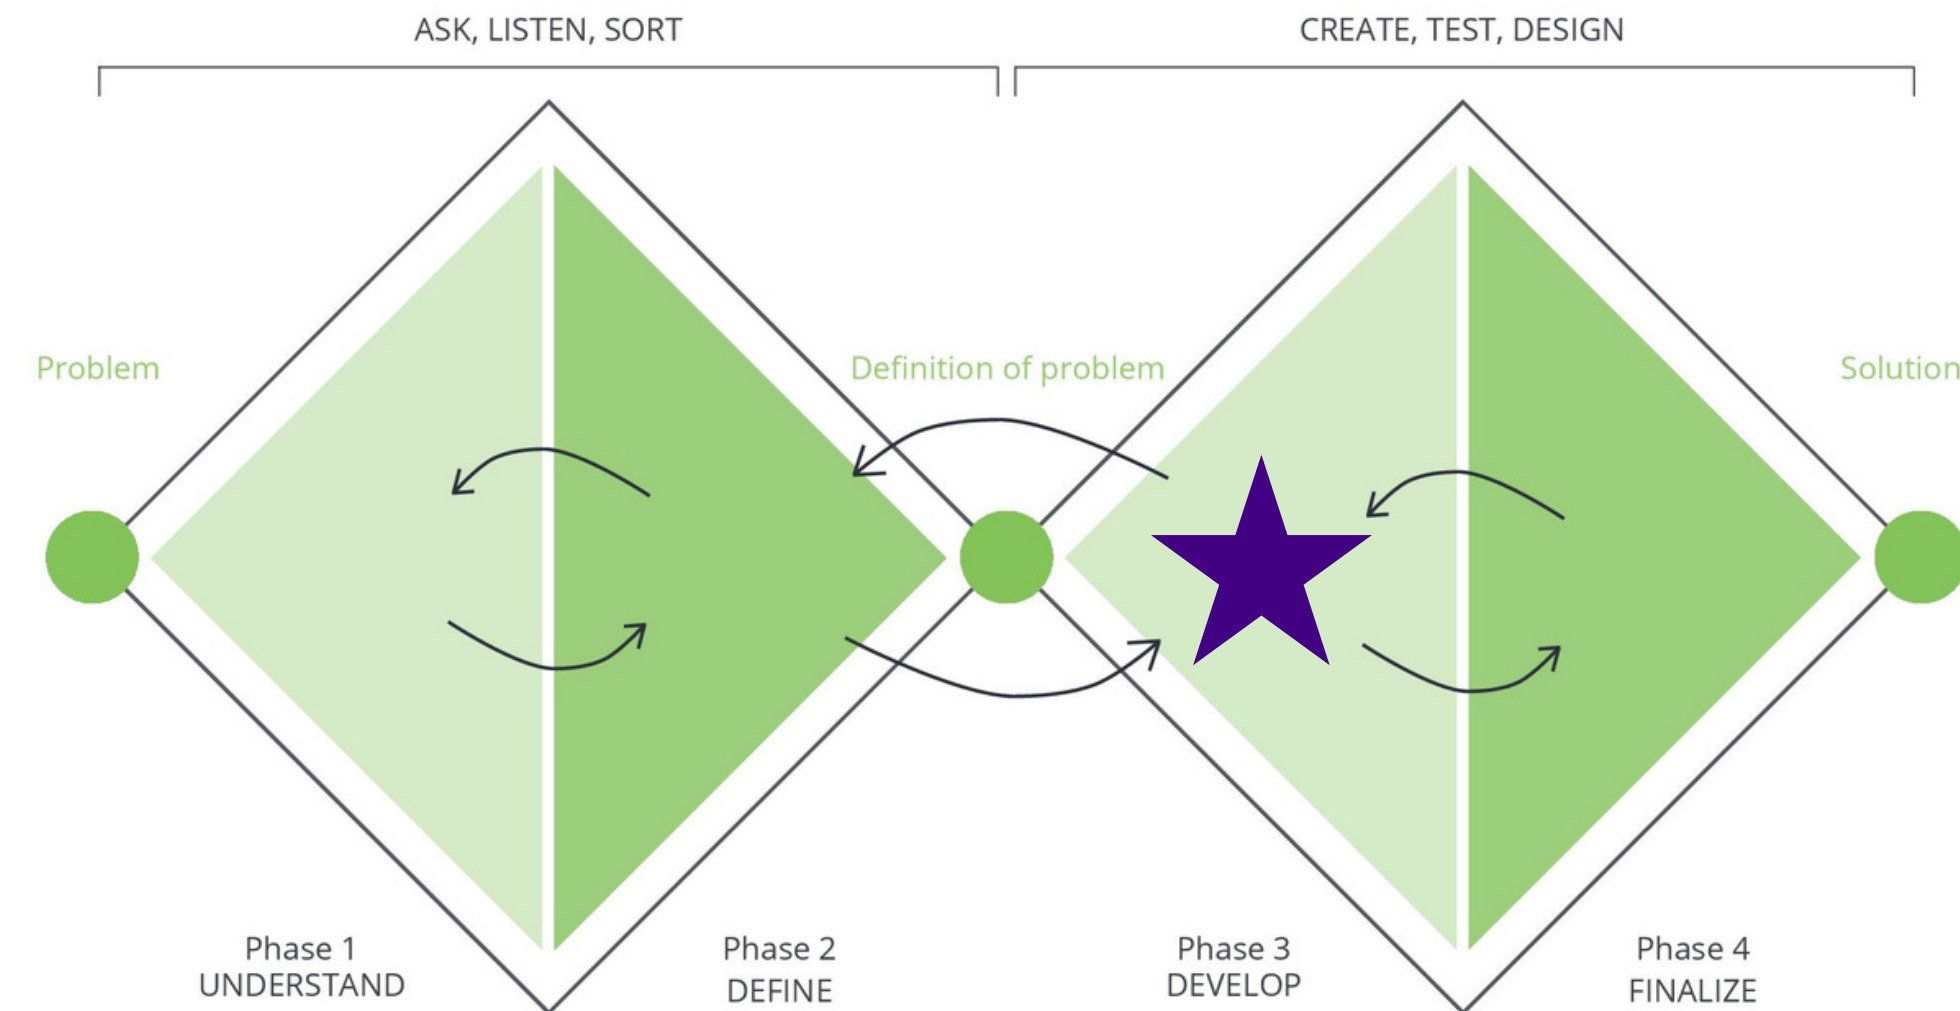 ASK, LISTEN, SORT
CREATE, TEST, DESIGN
Problem
Definition of problem
Solution
Phase 1
UNDERSTAND
Phase 2
DEFINE
Phase 3
DEVELOP
Phase 4
FINALIZE